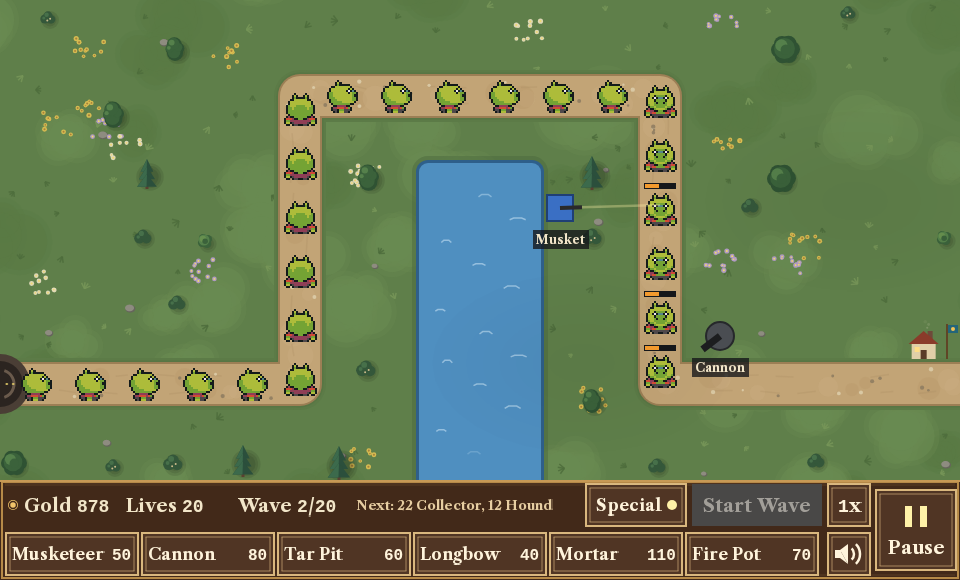 Musket
Cannon
Gold 878 Lives 20 Wave 2/20 Next: 22 Collector, 12 Hound Special Start Wave 1x
Pause
Musketeer 50 Cannon 80 Tar Pit 60 Longbow 40 Mortar 110 Fire Pot 70